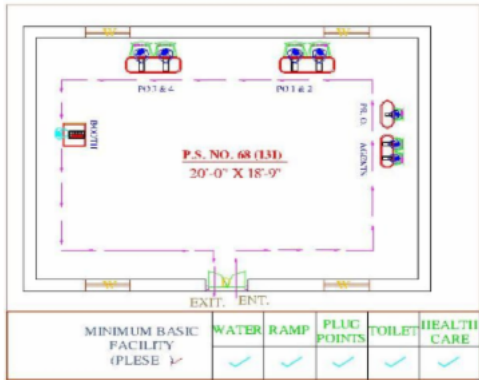 W
W
PO 3 & 4
PO 1 & 2
PR. O.
BOOTH
P.S. NO. 68 (131)
20'-0" X 18'-9"
AGENTS
W
W
EXIT. ENT.
MINIMUM BASIC
FACILITY
(PLESE )
WATER
RAMP
PLUG
POINTS
TOILET
HEALTH
CARE